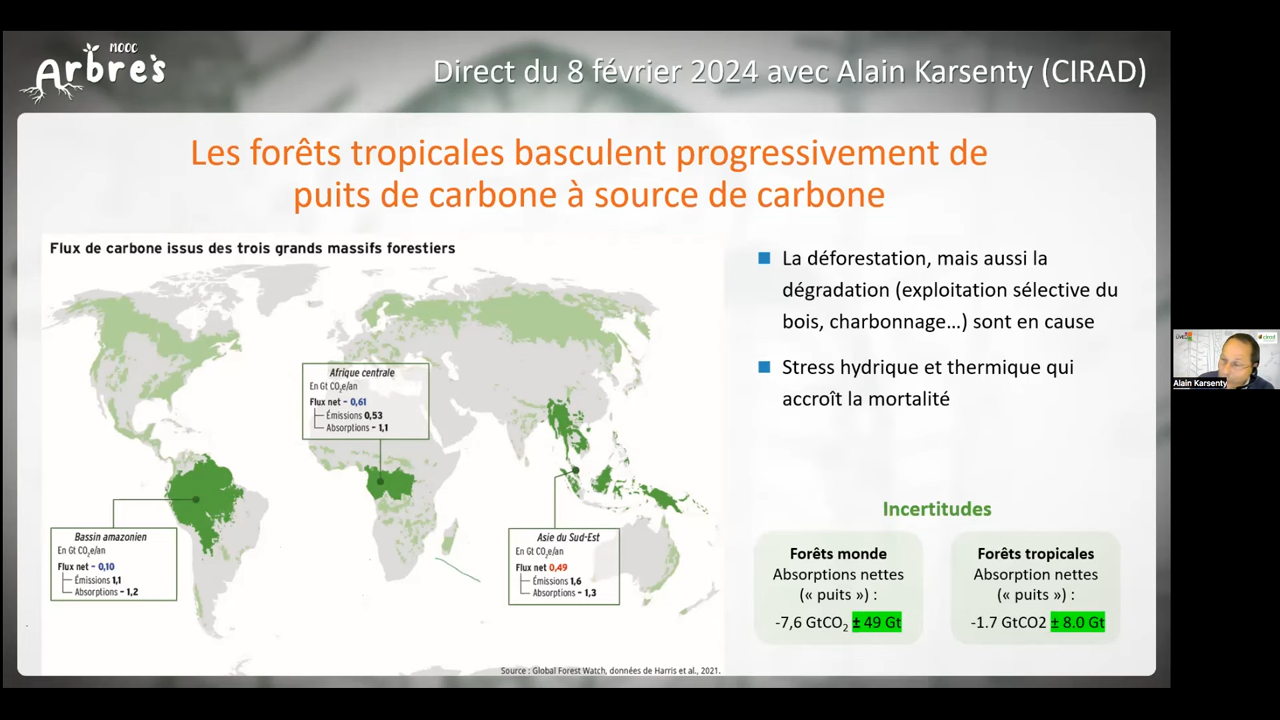 MOOC
Arbre's
Direct du 8 février 2024 avec Alain Karsenty (CIRAD)
Les forêts tropicales basculent progressivement de
puits de carbone à source de carbone
Flux de carbone issus des trois grands massifs forestiers
Afrique centrale
En Gt CO₂e/an
Flux net - 0,61
Émissions 0,53
Absorptions - 1,1
Bassin amazonien
En Gt CO₂e/an
Flux net - 0,10
Émissions 1,1
Absorptions - 1,2
Asie du Sud-Est
En Gt CO₂e/an
Flux net 0,49
Émissions 1,6
Absorptions - 1,3
Source : Global Forest Watch, données de Harris et al., 2021.
■ La déforestation, mais aussi la
dégradation (exploitation sélective du
bois, charbonnage...) sont en cause
■ Stress hydrique et thermique qui
accroît la mortalité
Incertitudes
Forêts monde
Absorptions nettes
(« puits ») :
-7,6 GtCO₂ ± 49 Gt
Forêts tropicales
Absorption nettes
(« puits ») :
-1.7 GtCO2 ± 8.0 Gt
cirad
Alain Karsenty